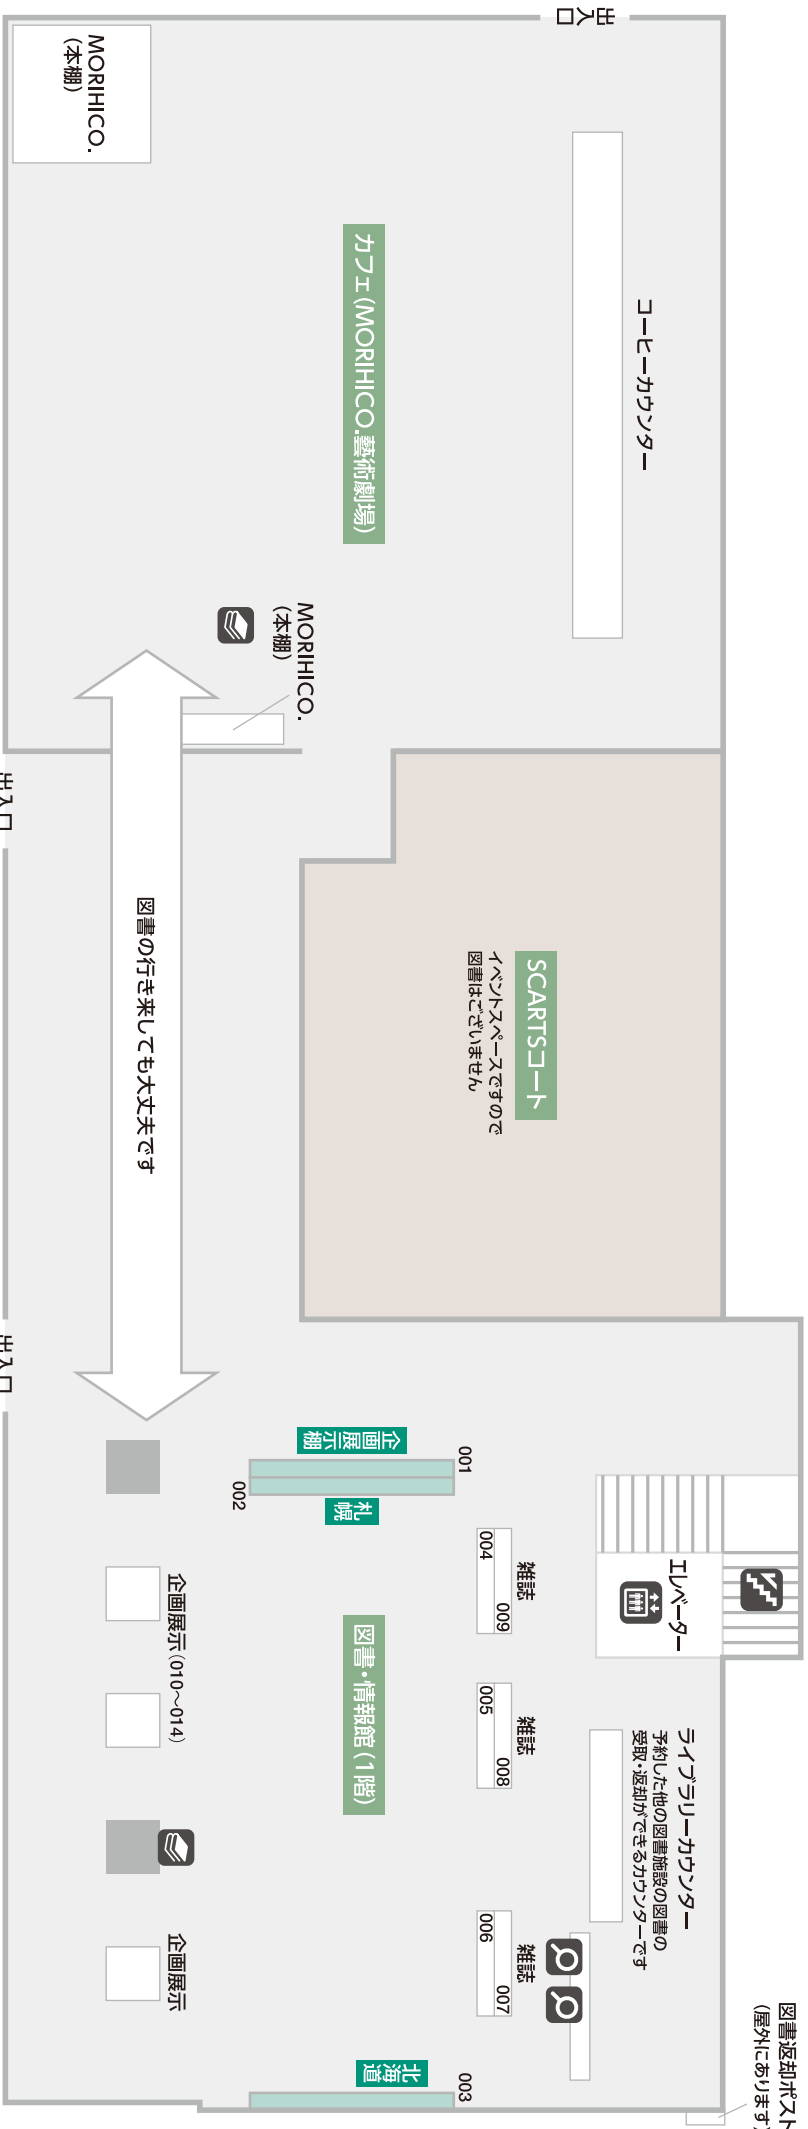 出入口
MORIHICO.
（本棚）
コーヒーカウンター
カフェ（MORIHICO.藝術劇場）
MORIHICO.
（本棚）
出入口
図書の行き来しても大丈夫です
SCARTSコート
イベントスペースですので
図書はございません
出入口
企画展示棚
001
002
札幌
エレベーター
雑誌
004
009
企画展示（010〜014）
図書・情報館（1階）
雑誌
005
008
ライブラリーカウンター
予約した他の図書施設の図書の
受取・返却ができるカウンターです
雑誌
006
007
企画展示
北海道
003
図書返却ポスト
（屋外にあります）